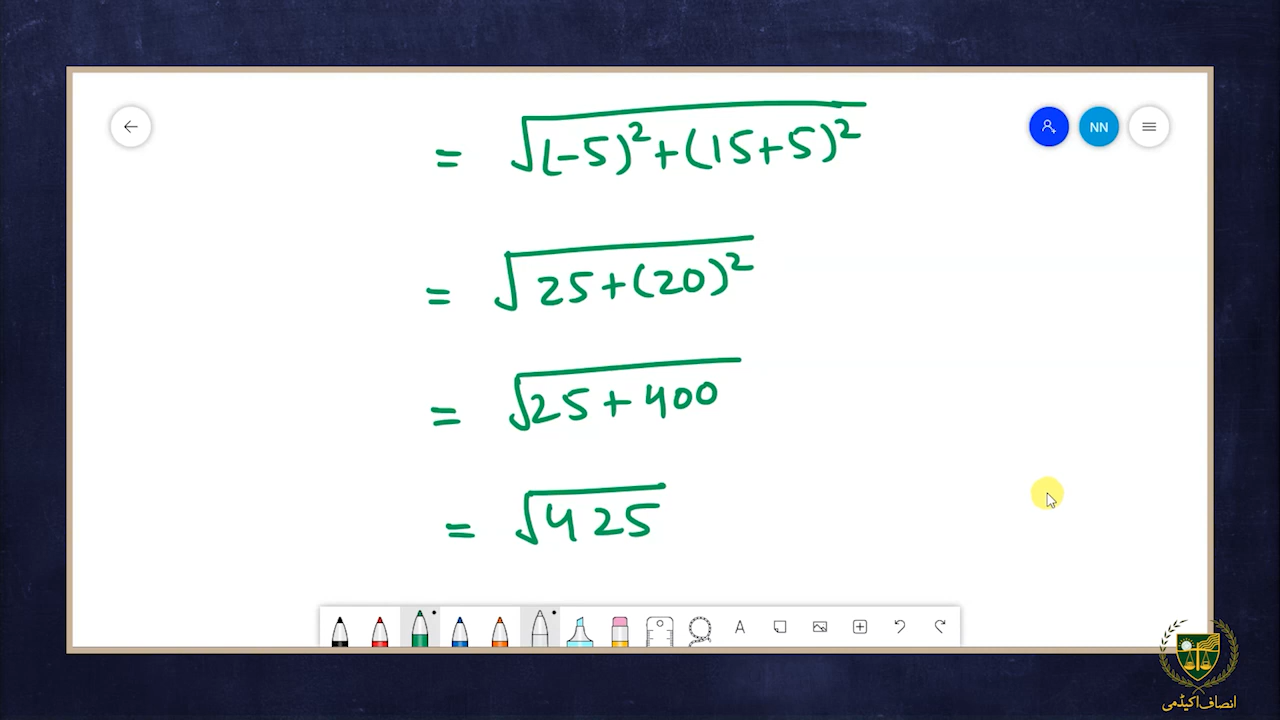 NN
= √(-5)²+(15+5)²
= √25+(20)²
= √25+400
= √425
A
انصاف اکیڈمی